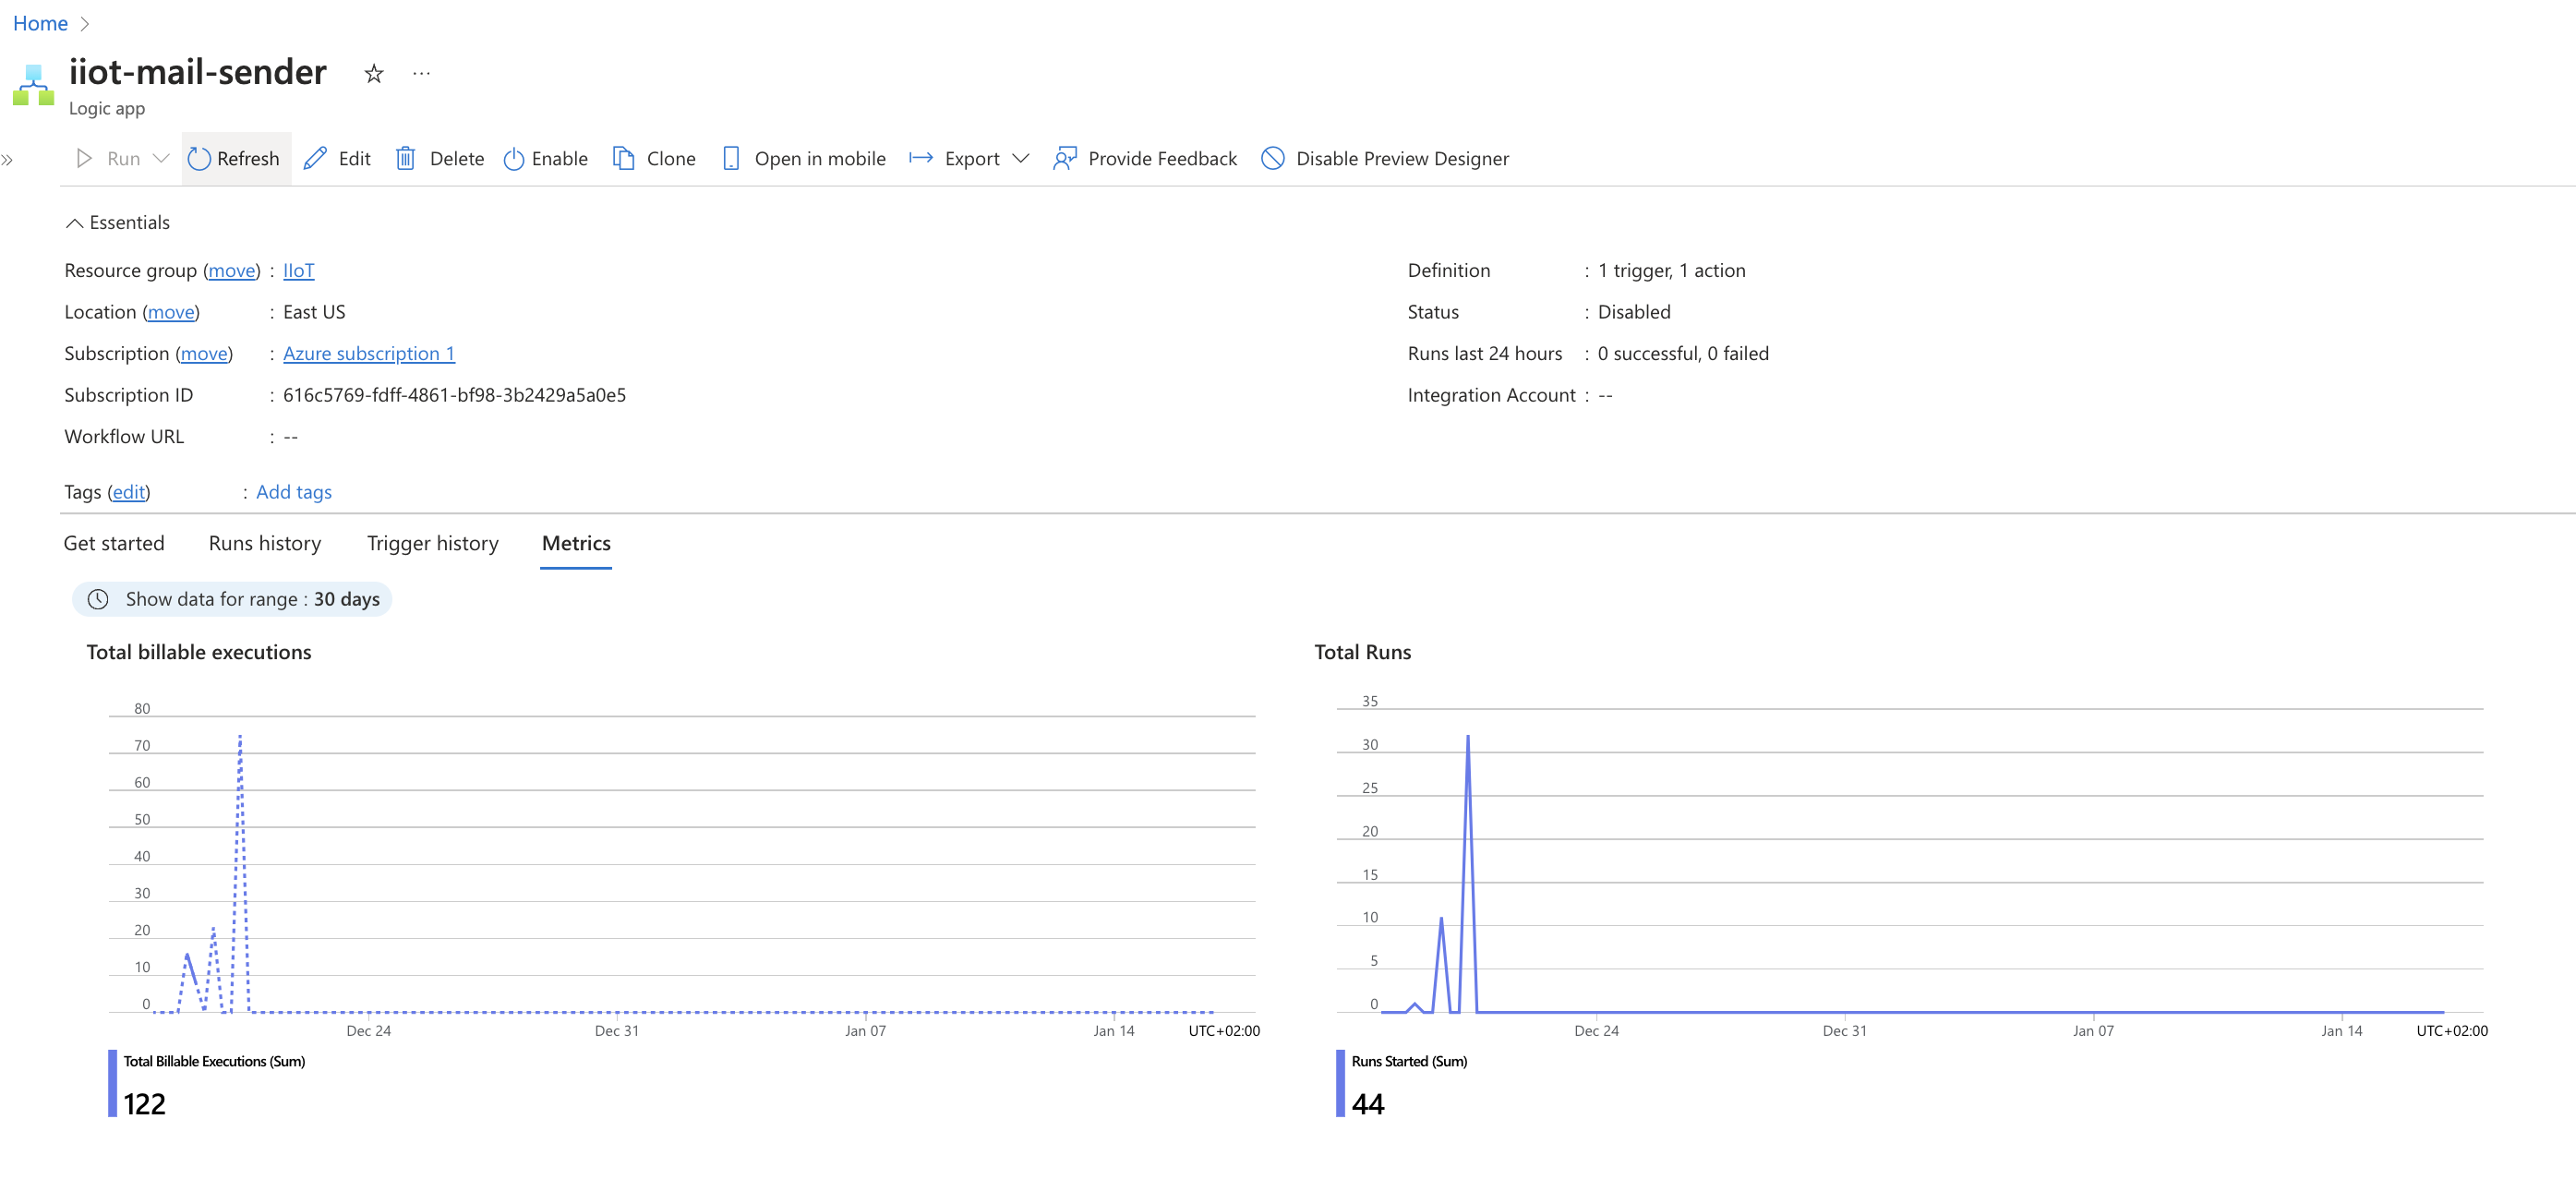 Home
iiot-mail-sender
Logic app
Run Refresh Edit Delete Enable Clone Open in mobile Export Provide Feedback Disable Preview Designer
Essentials
Resource group (move) : IIoT
Location (move) : East US
Subscription (move) : Azure subscription 1
Subscription ID : 616c5769-fdff-4861-bf98-3b2429a5a0e5
Workflow URL : --
Definition : 1 trigger, 1 action
Status : Disabled
Runs last 24 hours : 0 successful, 0 failed
Integration Account : --
Tags (edit) : Add tags
Get started Runs history Trigger history Metrics
Show data for range : 30 days
Total billable executions
80
70
60
50
40
30
20
10
0
Dec 24 Dec 31 Jan 07 Jan 14 UTC+02:00
Total Billable Executions (Sum)
122
Total Runs
35
30
25
20
15
10
5
0
Dec 24 Dec 31 Jan 07 Jan 14 UTC+02:00
Runs Started (Sum)
44